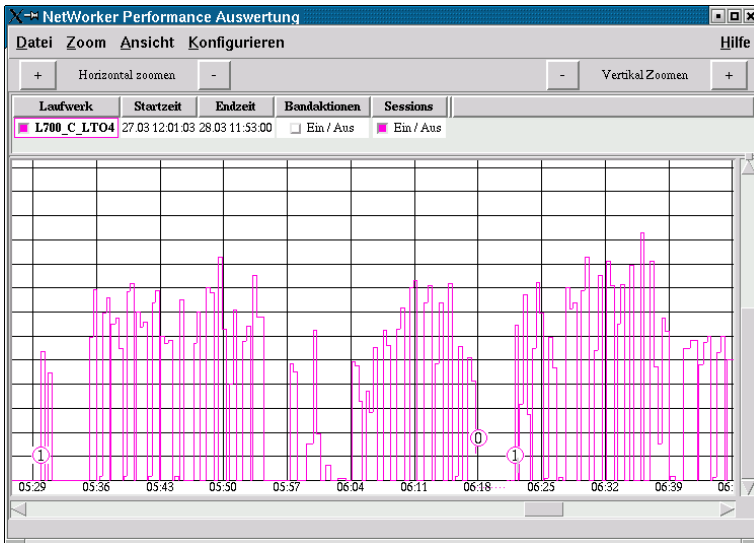 NetWorker Performance Auswertung
Datei Zoom Ansicht Konfigurieren Hilfe
+ Horizontal zoomen - - Vertikal Zoomen +
Laufwerk Startzeit Endzeit Bandaktionen Sessions
L700_C_LTO4 27.03 12:01:03 28.03 11:53:00 Ein / Aus Ein / Aus
0
1 1
05:29 05:36 05:43 05:50 05:57 06:04 06:11 06:18 06:25 06:32 06:39 06: